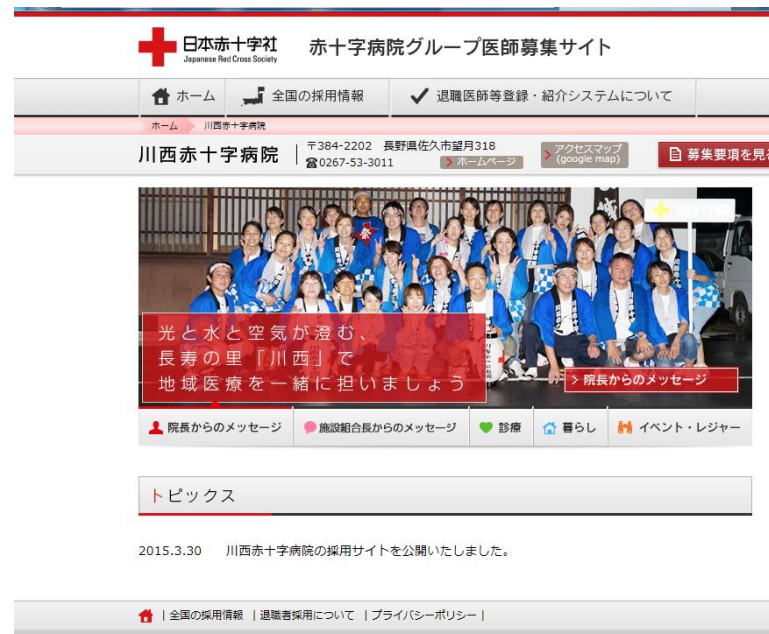 日本赤十字社
Japanese Red Cross Society
赤十字病院グループ医師募集サイト
ホーム 全国の採用情報 退職医師等登録・紹介システムについて
ホーム 川西赤十字病院
川西赤十字病院
〒384-2202 長野県佐久市望月318
☎0267-53-3011
ホームページ
アクセスマップ
(google map)
募集要項を見
光と水と空気が澄む、
長寿の里「川西」で
地域医療を一緒に担いましょう
院長からのメッセージ
院長からのメッセージ 施設組合長からのメッセージ 診療 暮らし イベント・レジャー
トピックス
2015.3.30 川西赤十字病院の採用サイトを公開いたしました。
| 全国の採用情報 | 退職者採用について | プライバシーポリシー |